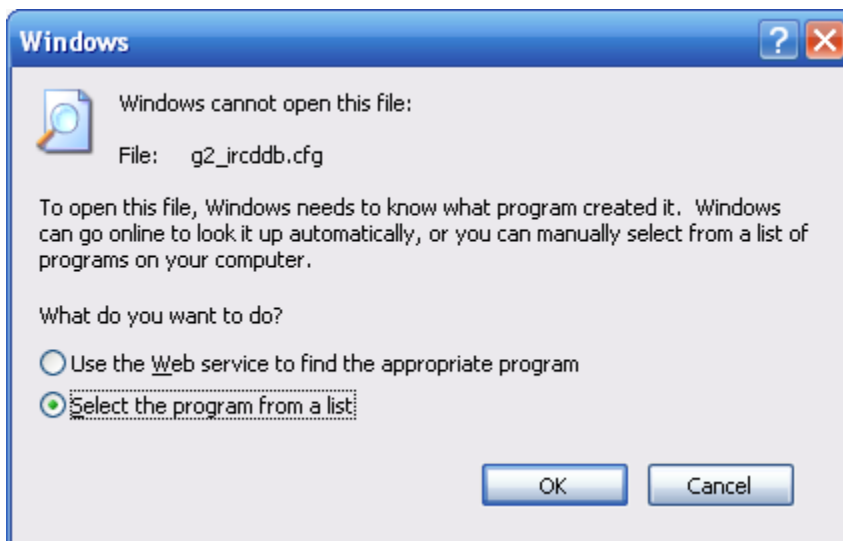 Windows
Windows cannot open this file:
File: g2_ircddb.cfg
To open this file, Windows needs to know what program created it. Windows
can go online to look it up automatically, or you can manually select from a list of
programs on your computer.
What do you want to do?
Use the Web service to find the appropriate program
Select the program from a list
OK Cancel